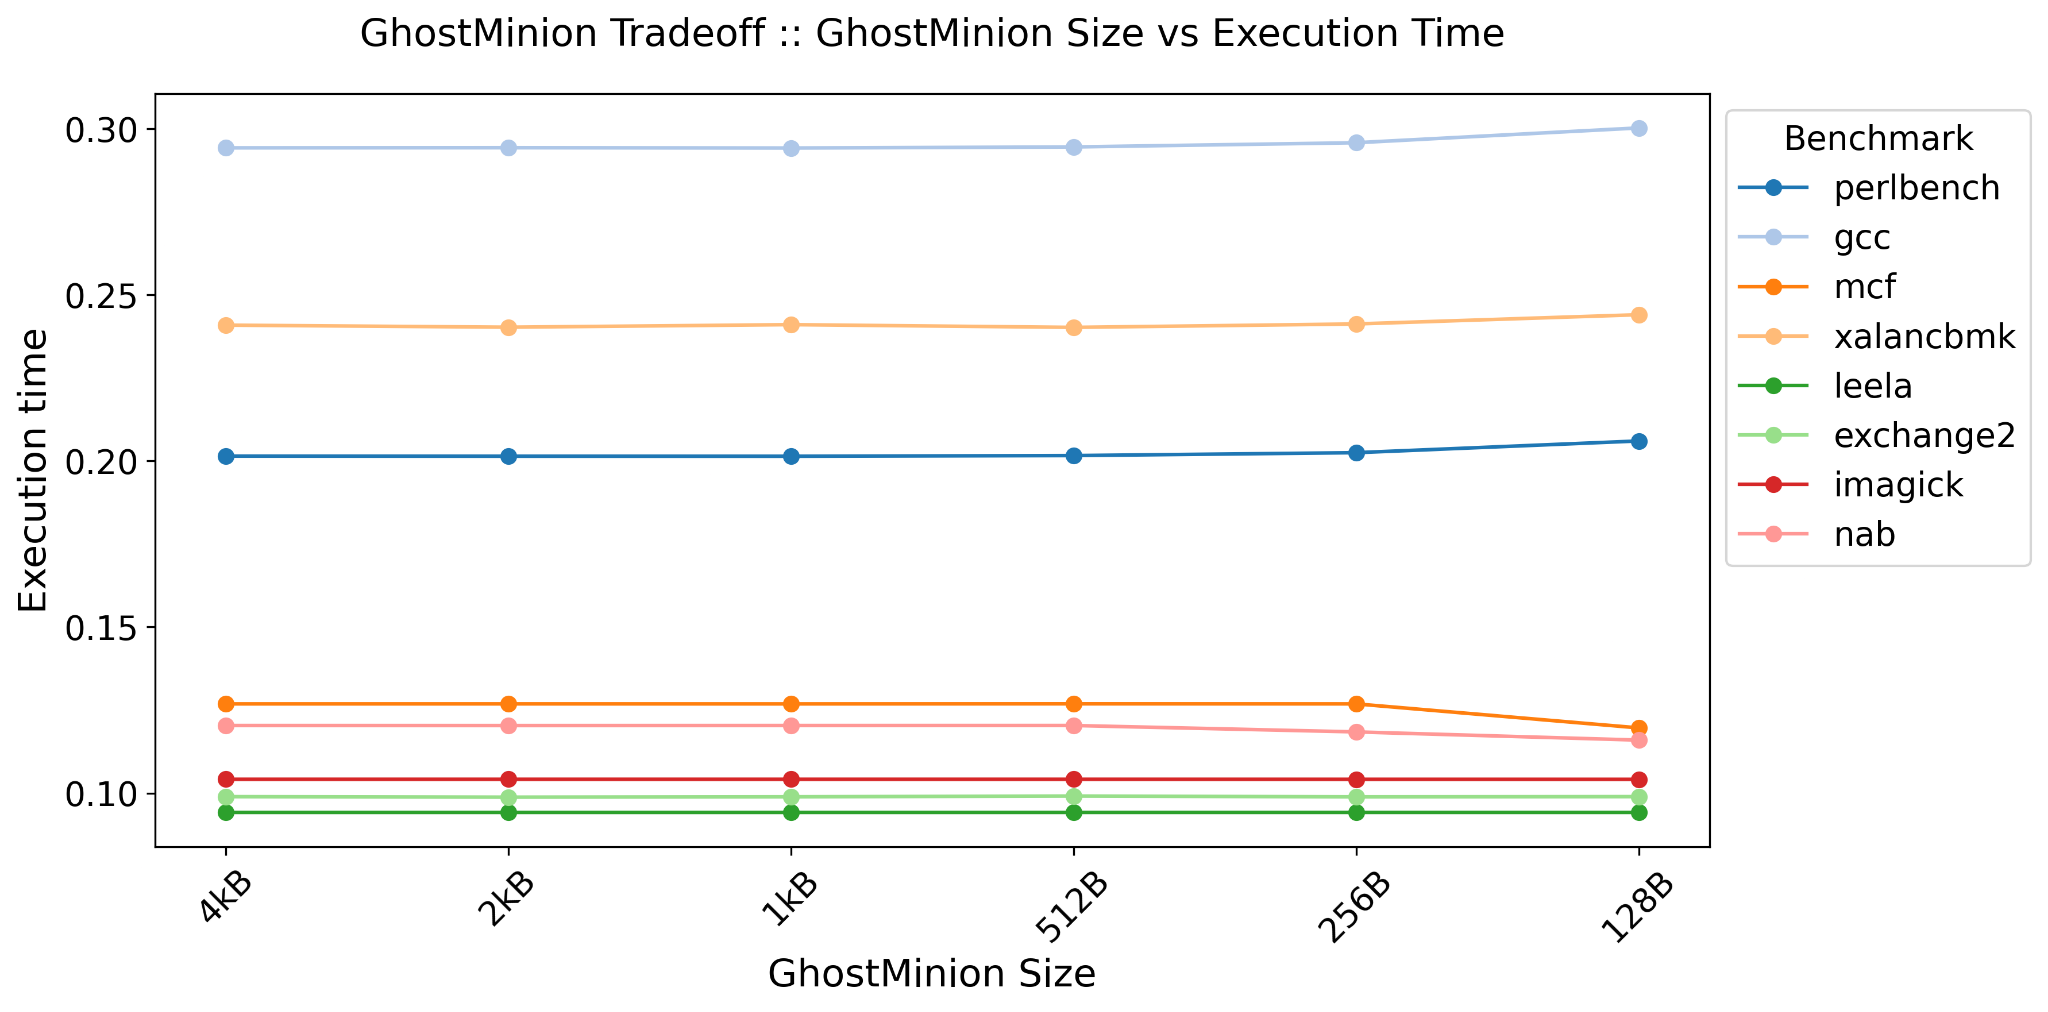 GhostMinion Tradeoff :: GhostMinion Size vs Execution Time
Execution time
0.30
0.25
0.20
0.15
0.10
4kB
2kB
1kB
512B
256B
128B
GhostMinion Size
Benchmark
perlbench
gcc
mcf
xalancbmk
leela
exchange2
imagick
nab